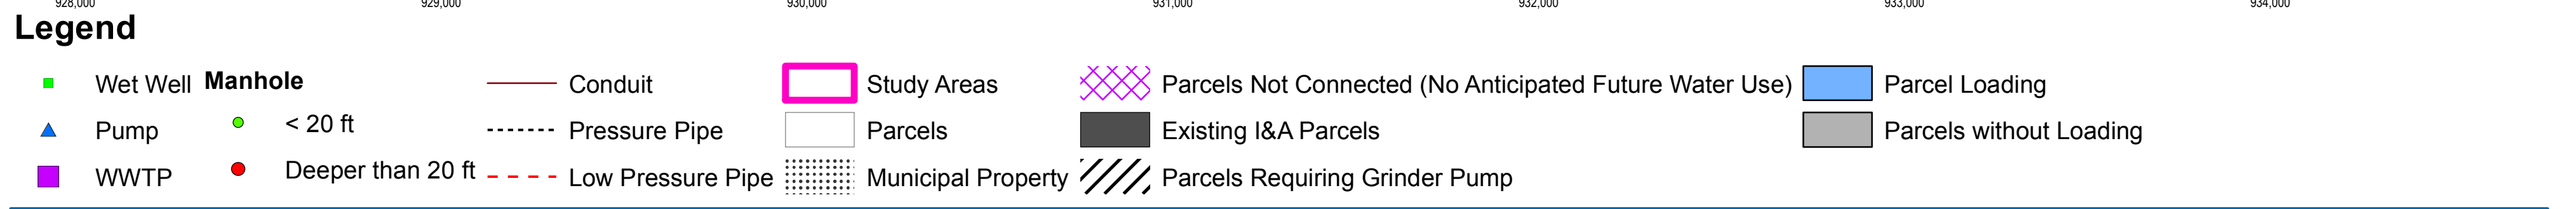 928,000 929,000 930,000 931,000 932,000 933,000 934,000
Legend
Wet Well Manhole Conduit Study Areas Parcels Not Connected (No Anticipated Future Water Use) Parcel Loading
Pump < 20 ft Pressure Pipe Parcels Existing I&A Parcels Parcels without Loading
WWTP Deeper than 20 ft Low Pressure Pipe Municipal Property Parcels Requiring Grinder Pump